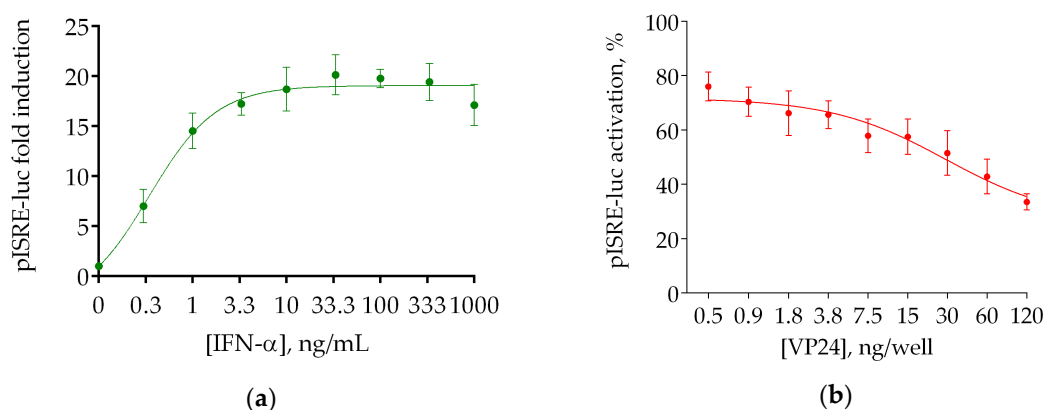 pISRE-luc fold induction
25
20
15
10
5
0
0 0.3 1 3.3 10 33.3 100 333 1000
[IFN-α], ng/mL
(a)
pISRE-luc activation, %
100
80
60
40
20
0
0.5 0.9 1.8 3.8 7.5 15 30 60 120
[VP24], ng/well
(b)